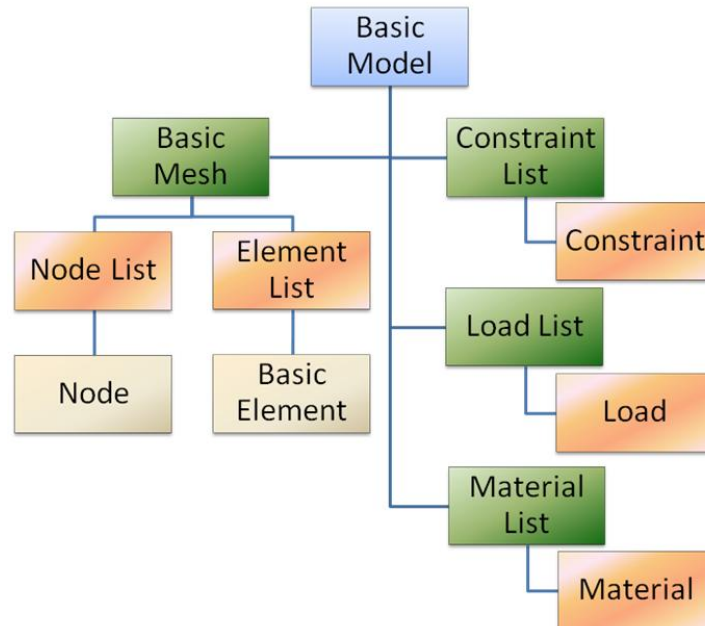 Basic
Model
Basic
Mesh
Constraint
List
Node List
Element
List
Constraint
Load List
Node
Basic
Element
Load
Material
List
Material